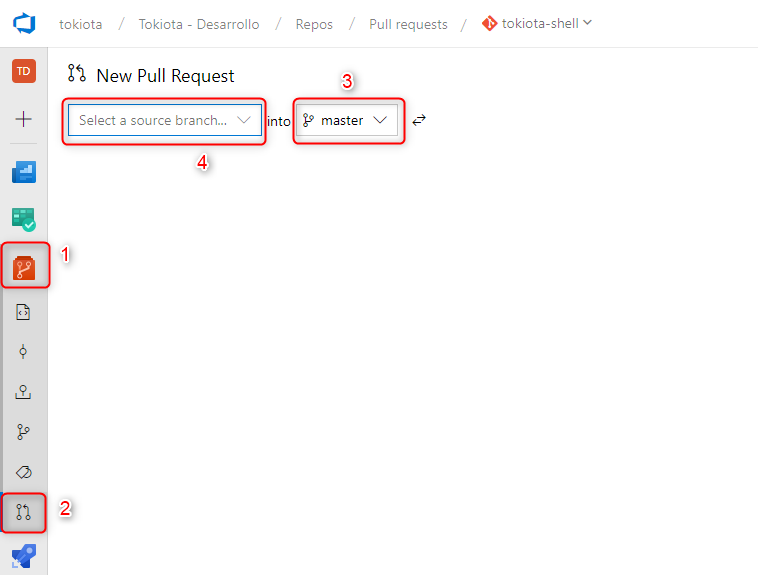 tokiota / Tokiota - Desarrollo / Repos / Pull requests / tokiota-shell
TD
New Pull Request
3
Select a source branch... into master
4
1
2